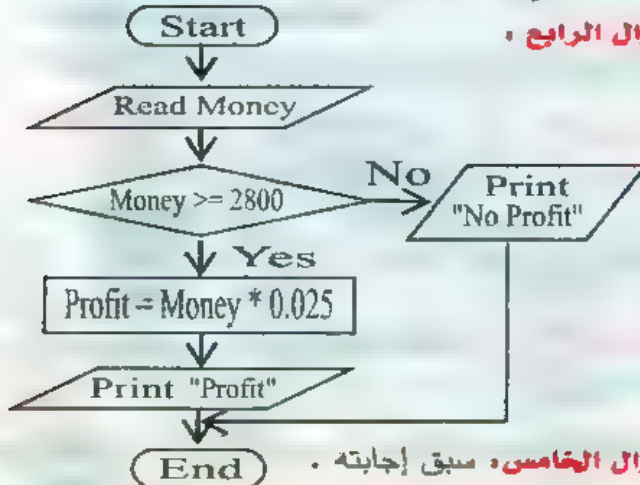 Start
ال الرابع :
Read Money
Money >= 2800
No
Print
"No Profit"
Yes
Profit = Money * 0.025
Print "Profit"
End
ال الخامس: سبق إجابته .